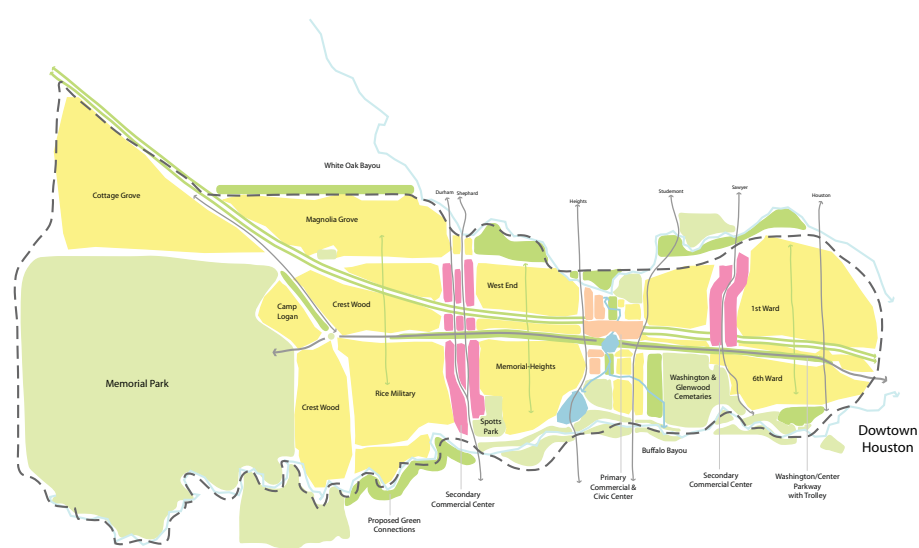 White Oak Bayou
Durham
Shephard
Heights
Studemont
Sawyer
Houston
Cottage Grove
Magnolia Grove
West End
Camp
Logan
Crest Wood
1st Ward
Memorial Park
Crest Wood
Rice Military
Memorial-Heights
Washington &
Glenwood
Cemetaries
6th Ward
Spotts
Park
Buffalo Bayou
Dowtown
Houston
Proposed Green
Connections
Secondary
Commercial Center
Primary
Commercial &
Civic Center
Secondary
Commercial Center
Washington/Center
Parkway
with Trolley